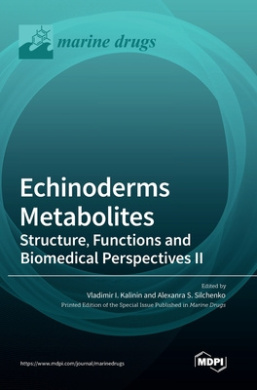 marine drugs
Echinoderms
Metabolites
Structure, Functions and
Biomedical Perspectives II
Edited by
Vladimir I. Kalinin and Alexanra S. Silchenko
Printed Edition of the Special Issue Published in Marine Drugs
https://www.mdpi.com/journal/marinedrugs
MDPI